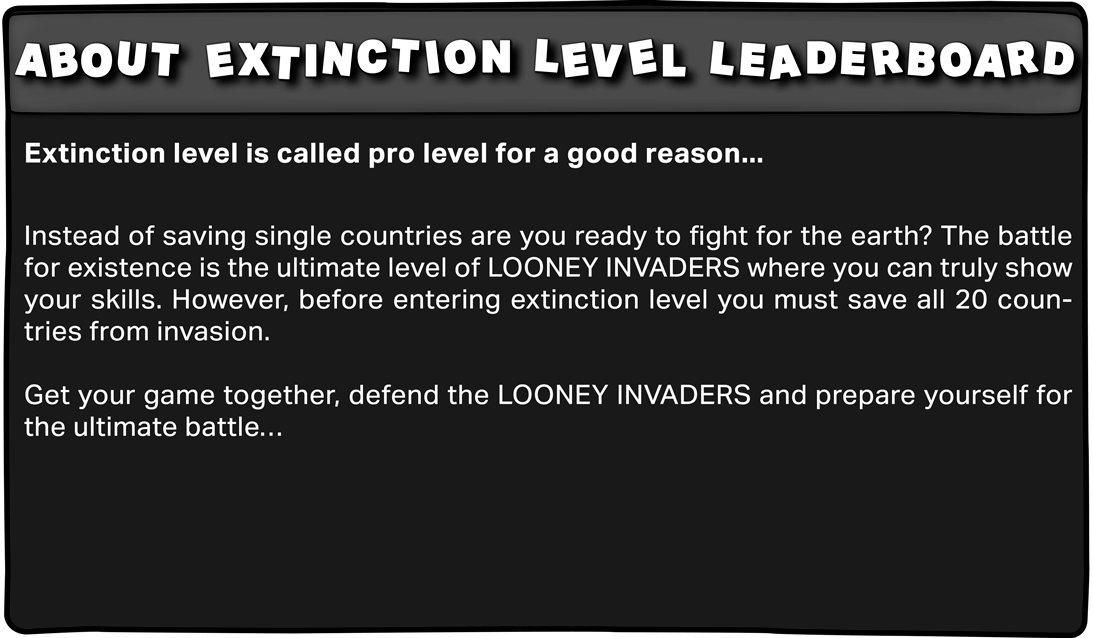 ABOUT EXTINCTION LEVEL LEADERBOARD
Extinction level is called pro level for a good reason...
Instead of saving single countries are you ready to fight for the earth? The battle
for existence is the ultimate level of LOONEY INVADERS where you can truly show
your skills. However, before entering extinction level you must save all 20 coun-
tries from invasion.
Get your game together, defend the LOONEY INVADERS and prepare yourself for
the ultimate battle...